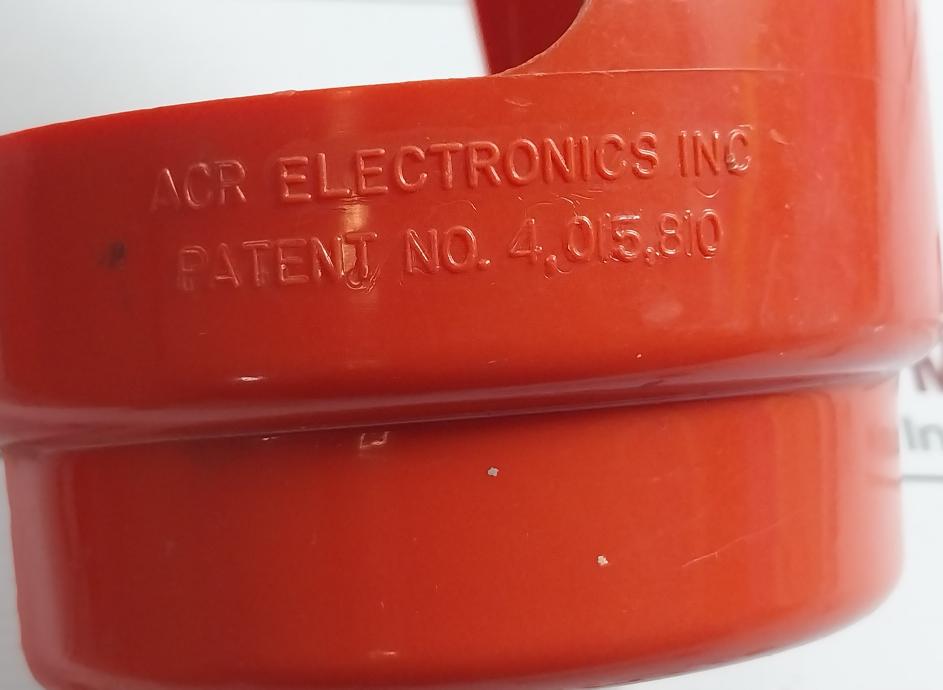 ACR ELECTRONICS INC
PATENT NO. 4,015,810